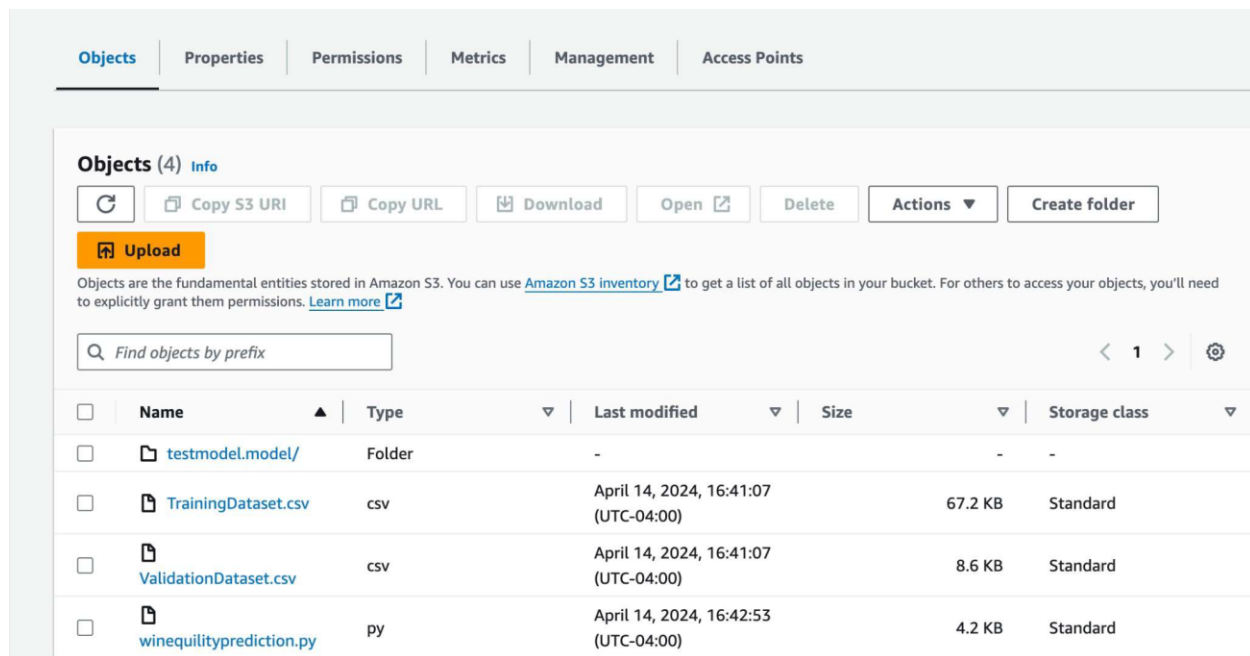 Objects Properties Permissions Metrics Management Access Points
Objects (4) Info
Copy S3 URI Copy URL Download Open Delete Actions Create folder
Upload
Objects are the fundamental entities stored in Amazon S3. You can use Amazon S3 inventory to get a list of all objects in your bucket. For others to access your objects, you'll need
to explicitly grant them permissions. Learn more
Find objects by prefix 1
Name Type Last modified Size Storage class
testmodel.model/ Folder - - -
TrainingDataset.csv csv April 14, 2024, 16:41:07 67.2 KB Standard
(UTC-04:00)
ValidationDataset.csv csv April 14, 2024, 16:41:07 8.6 KB Standard
(UTC-04:00)
winequilityprediction.py py April 14, 2024, 16:42:53 4.2 KB Standard
(UTC-04:00)